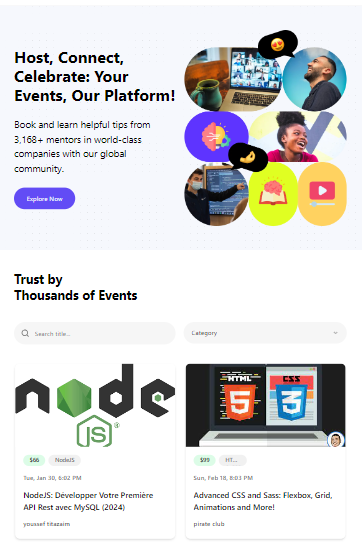 Host, Connect,
Celebrate: Your
Events, Our Platform!
Book and learn helpful tips from
3,168+ mentors in world-class
companies with our global
community.
Explore Now
Trust by
Thousands of Events
Search title...
Category
node
JS
HTML
5
CSS
3
$66 NodeJS
$99 HT...
Tue, Jan 30, 6:02 PM
Sun, Feb 18, 8:03 PM
NodeJS: Développer Votre Première
API Rest avec MySQL (2024)
Advanced CSS and Sass: Flexbox, Grid,
Animations and More!
youssef titazaim
pirate club